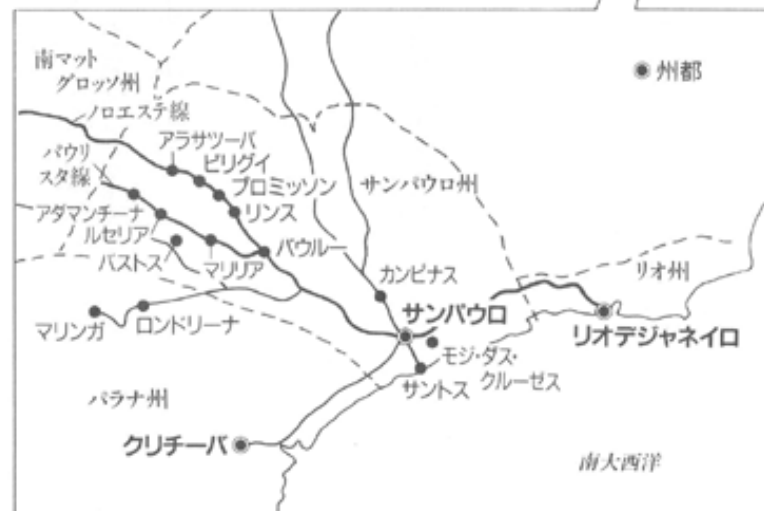 南マット
グロッソ州
州都
ノロエステ線
アラサツーバ
パウリ
スタ線
ビリグイ
プロミッソン
サンパウロ州
アダマンチーナ
リンス
ルセリア
バウルー
バストス
マリリア
カンピナス
リオ州
マリンガ
ロンドリーナ
サンパウロ
リオデジャネイロ
モジ・ダス・
クルーゼス
サントス
パラナ州
クリチーバ
南大西洋